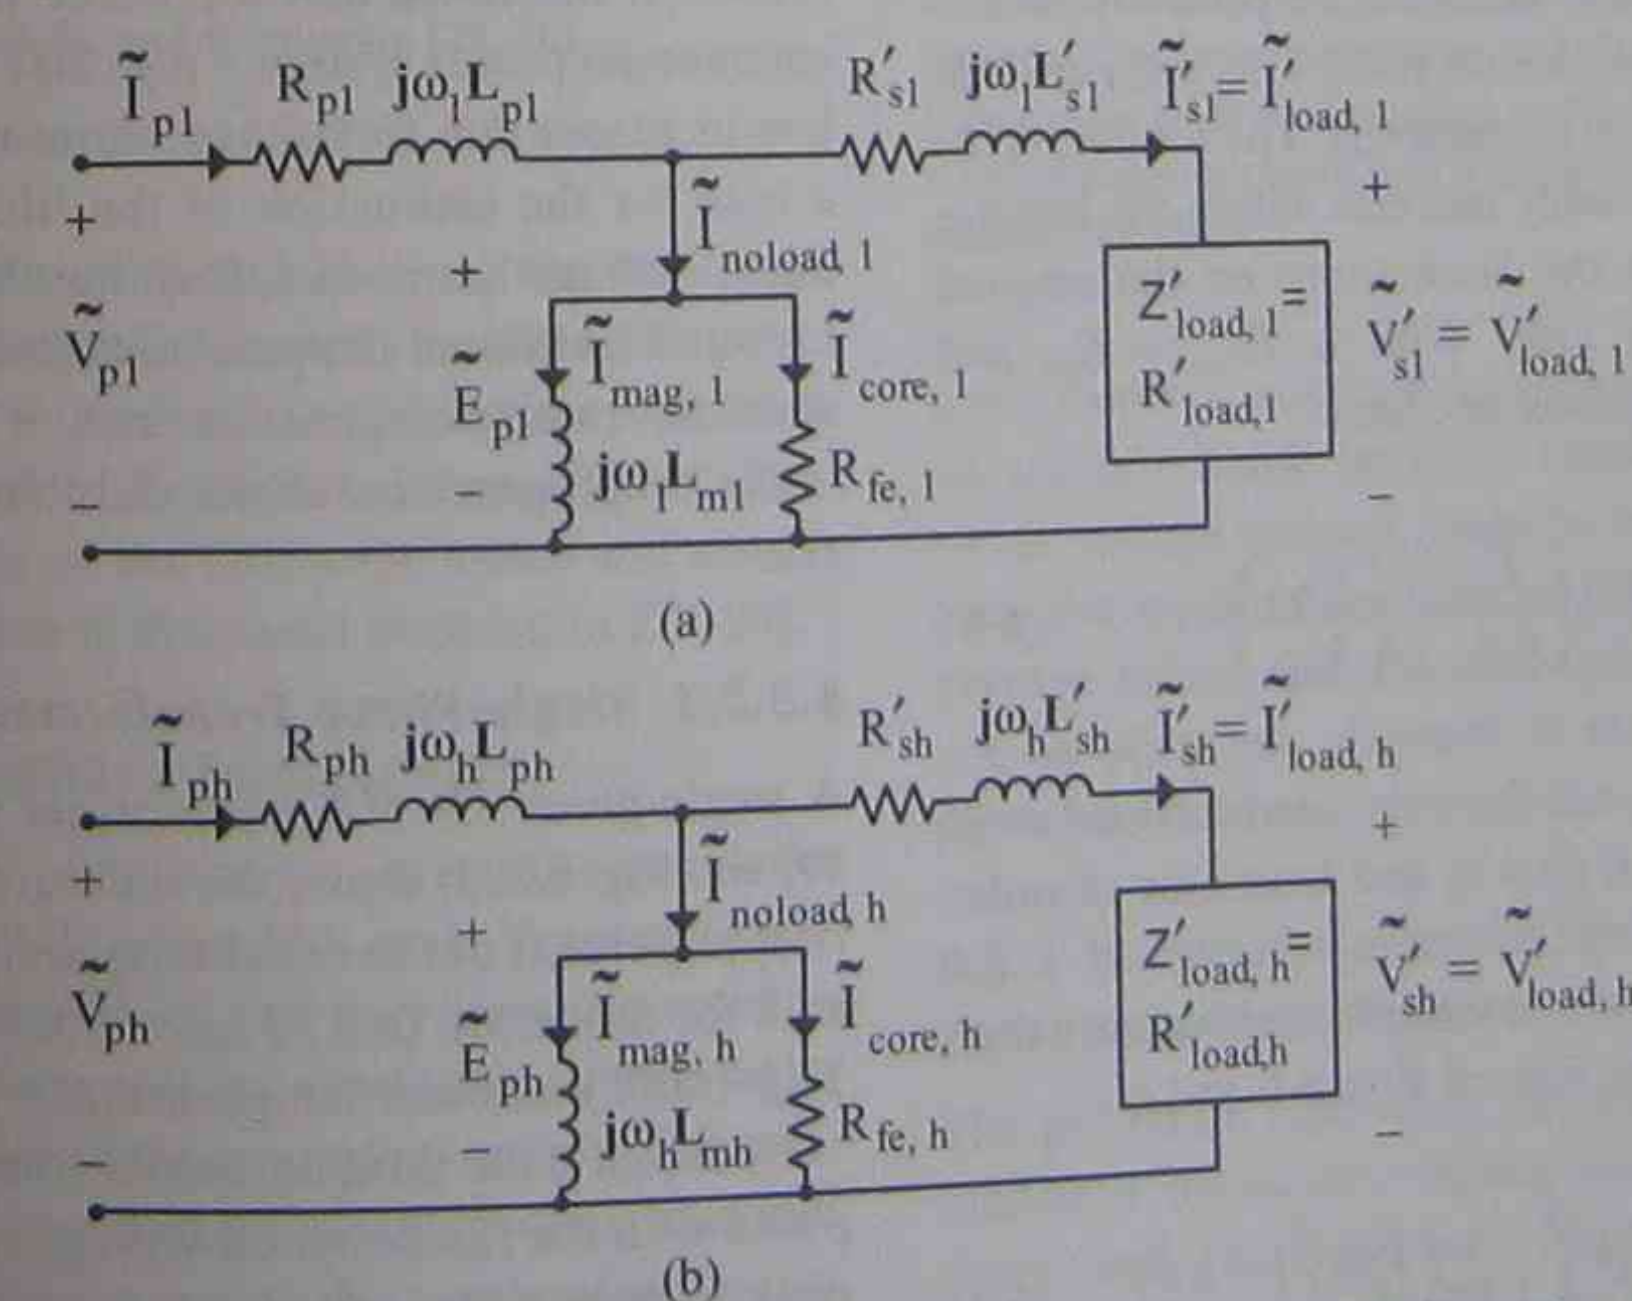 Ĩp1 Rp1 jω1Lp1 R′s1 jω1L′s1 Ĩ′s1= Ĩ′load, 1
+ +
Ĩnoload, 1
+
Z′load, 1=
Ṽp1 Ĩmag, 1 Ĩcore, 1 Ṽ′s1 = Ṽ′load, 1
Ẽp1 R′load,1
jω1Lm1 Rfe, 1
− − −
(a)
Ĩph Rph jωhLph R′sh jωhL′sh Ĩ′sh= Ĩ′load, h
+ +
Ĩnoload, h
+
Z′load, h=
Ṽph Ĩmag, h Ĩcore, h Ṽ′sh = Ṽ′load, h
Ẽph R′load,h
jωhLmh Rfe, h
− − −
(b)